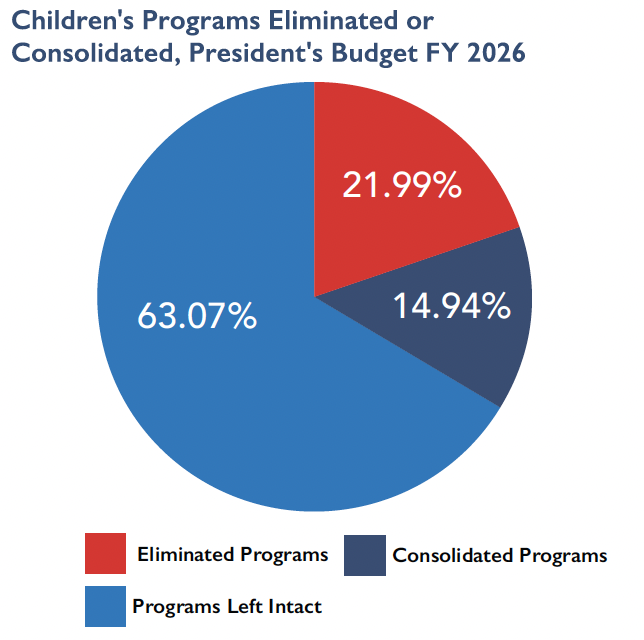 Children's Programs Eliminated or
Consolidated, President's Budget FY 2026
21.99%
14.94%
63.07%
Eliminated Programs
Consolidated Programs
Programs Left Intact